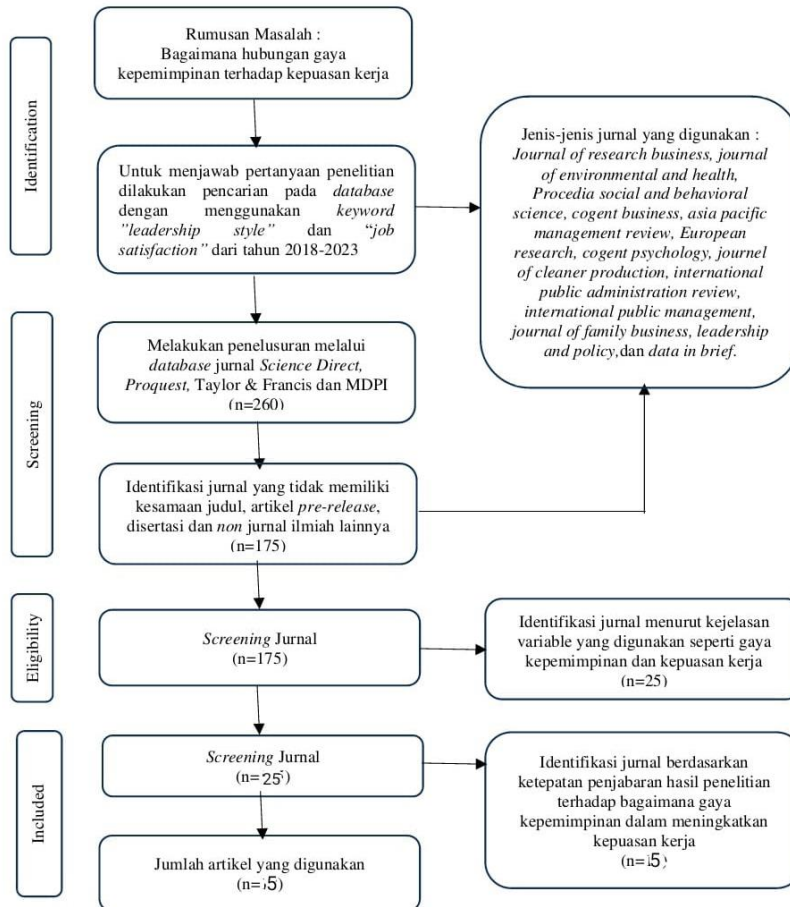 Identification
Rumusan Masalah :
Bagaimana hubungan gaya
kepemimpinan terhadap kepuasan kerja
Untuk menjawab pertanyaan penelitian
dilakukan pencarian pada database
dengan menggunakan keyword
"leadership style" dan "job
satisfaction" dari tahun 2018-2023
Jenis-jenis jurnal yang digunakan :
Journal of research business, journal
of environmental and health,
Procedia social and behavioral
science, cogent business, asia pacific
management review, European
research, cogent psychology, journel
of cleaner production, international
public administration review,
international public management,
journal of family business, leadership
and policy,dan data in brief.
Screening
Melakukan penelusuran melalui
database jurnal Science Direct,
Proquest, Taylor & Francis dan MDPI
(n=260)
Identifikasi jurnal yang tidak memiliki
kesamaan judul, artikel pre-release,
disertasi dan non jurnal ilmiah lainnya
(n=175)
Eligibility
Screening Jurnal
(n=175)
Identifikasi jurnal menurut kejelasan
variable yang digunakan seperti gaya
kepemimpinan dan kepuasan kerja
(n=25)
Included
Screening Jurnal
(n=25)
Identifikasi jurnal berdasarkan
ketepatan penjabaran hasil penelitian
terhadap bagaimana gaya
kepemimpinan dalam meningkatkan
kepuasan kerja
(n=15)
Jumlah artikel yang digunakan